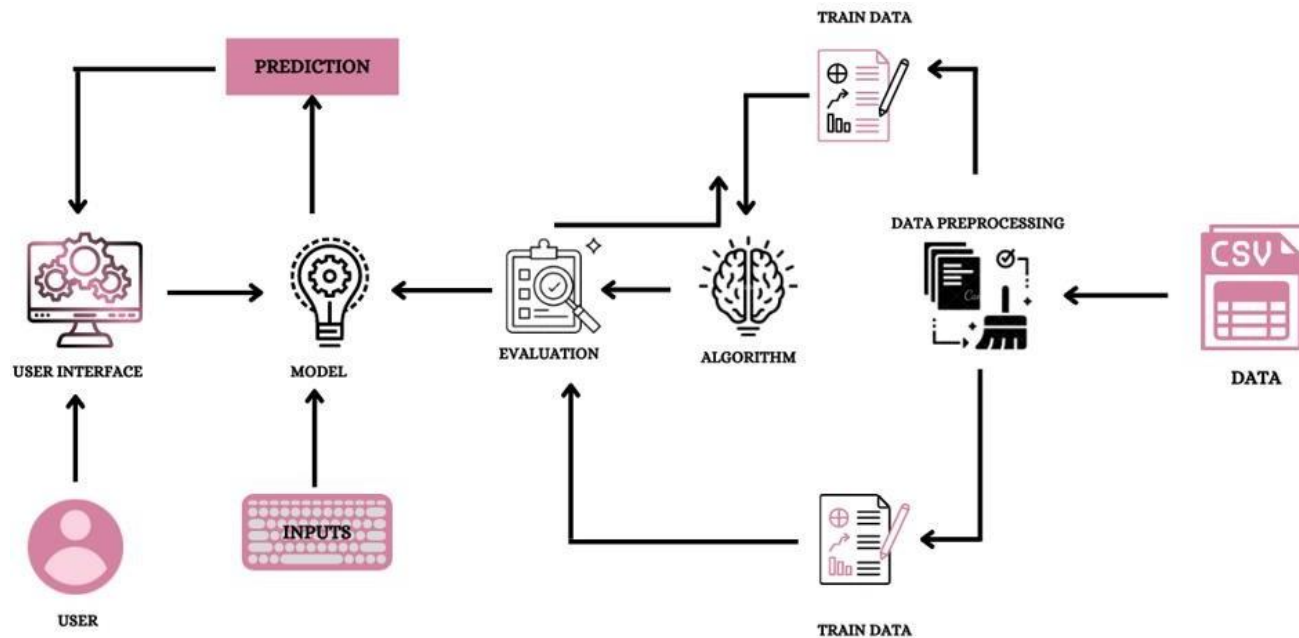 TRAIN DATA
PREDICTION
DATA PREPROCESSING
CSV
USER INTERFACE
MODEL
EVALUATION
ALGORITHM
DATA
INPUTS
USER
TRAIN DATA